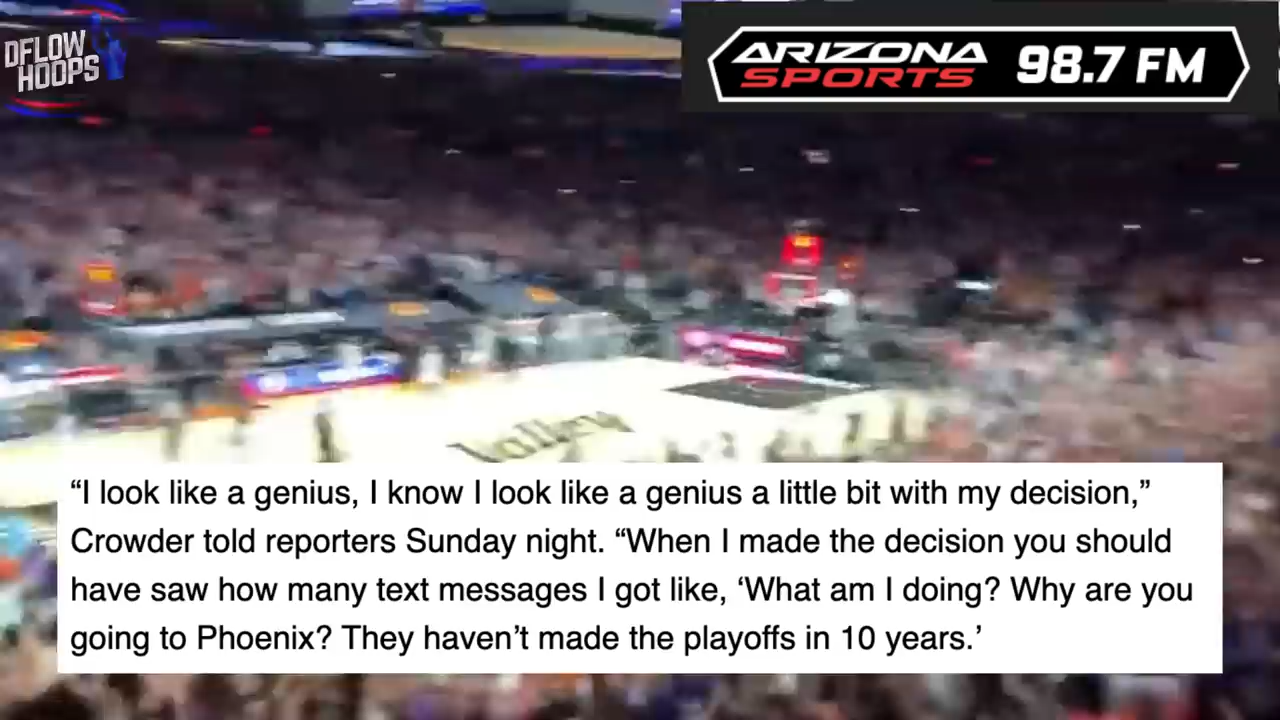 DFLOW
HOOPS
ARIZONA
SPORTS
98.7 FM
Valley
“I look like a genius, I know I look like a genius a little bit with my decision,”
Crowder told reporters Sunday night. “When I made the decision you should
have saw how many text messages I got like, ‘What am I doing? Why are you
going to Phoenix? They haven’t made the playoffs in 10 years.’